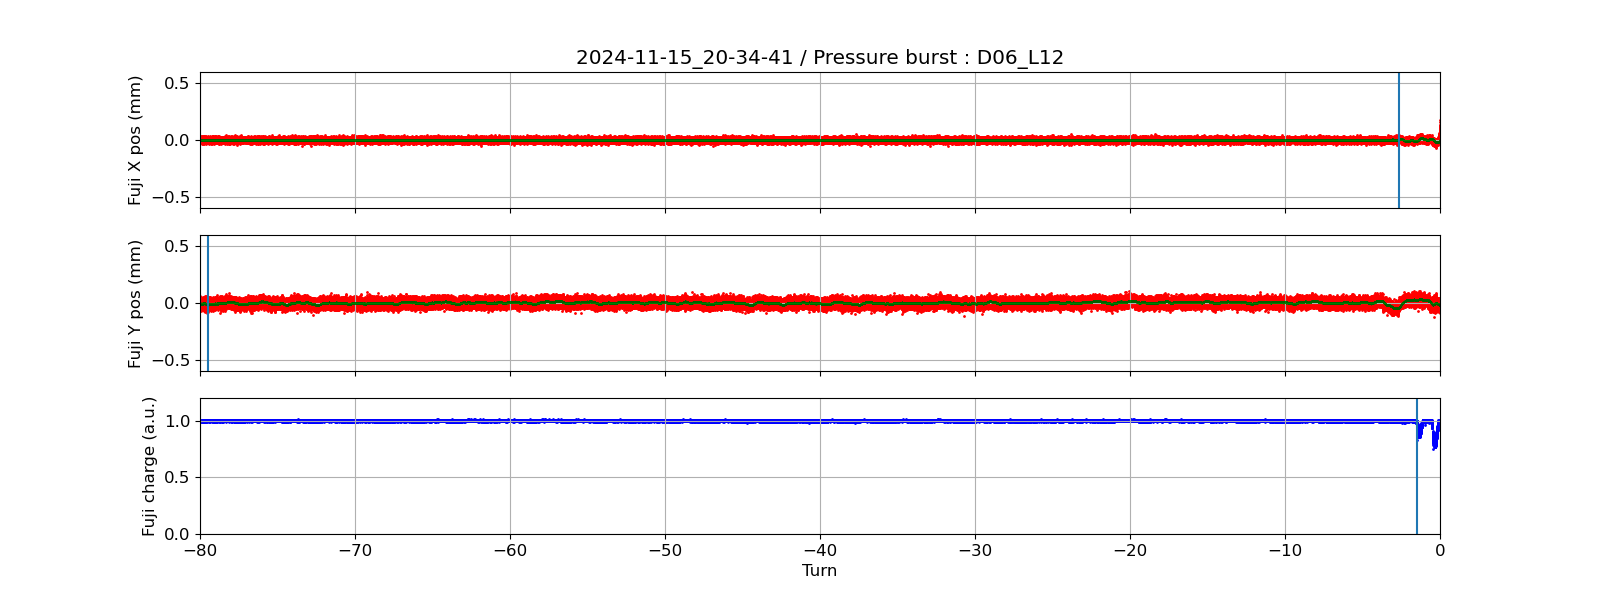 2024-11-15_20-34-41 / Pressure burst : D06_L12
Fuji X pos (mm)
0.5
0.0
−0.5
Fuji Y pos (mm)
0.5
0.0
−0.5
Fuji charge (a.u.)
1.0
0.5
0.0
−80 −70 −60 −50 −40 −30 −20 −10 0
Turn